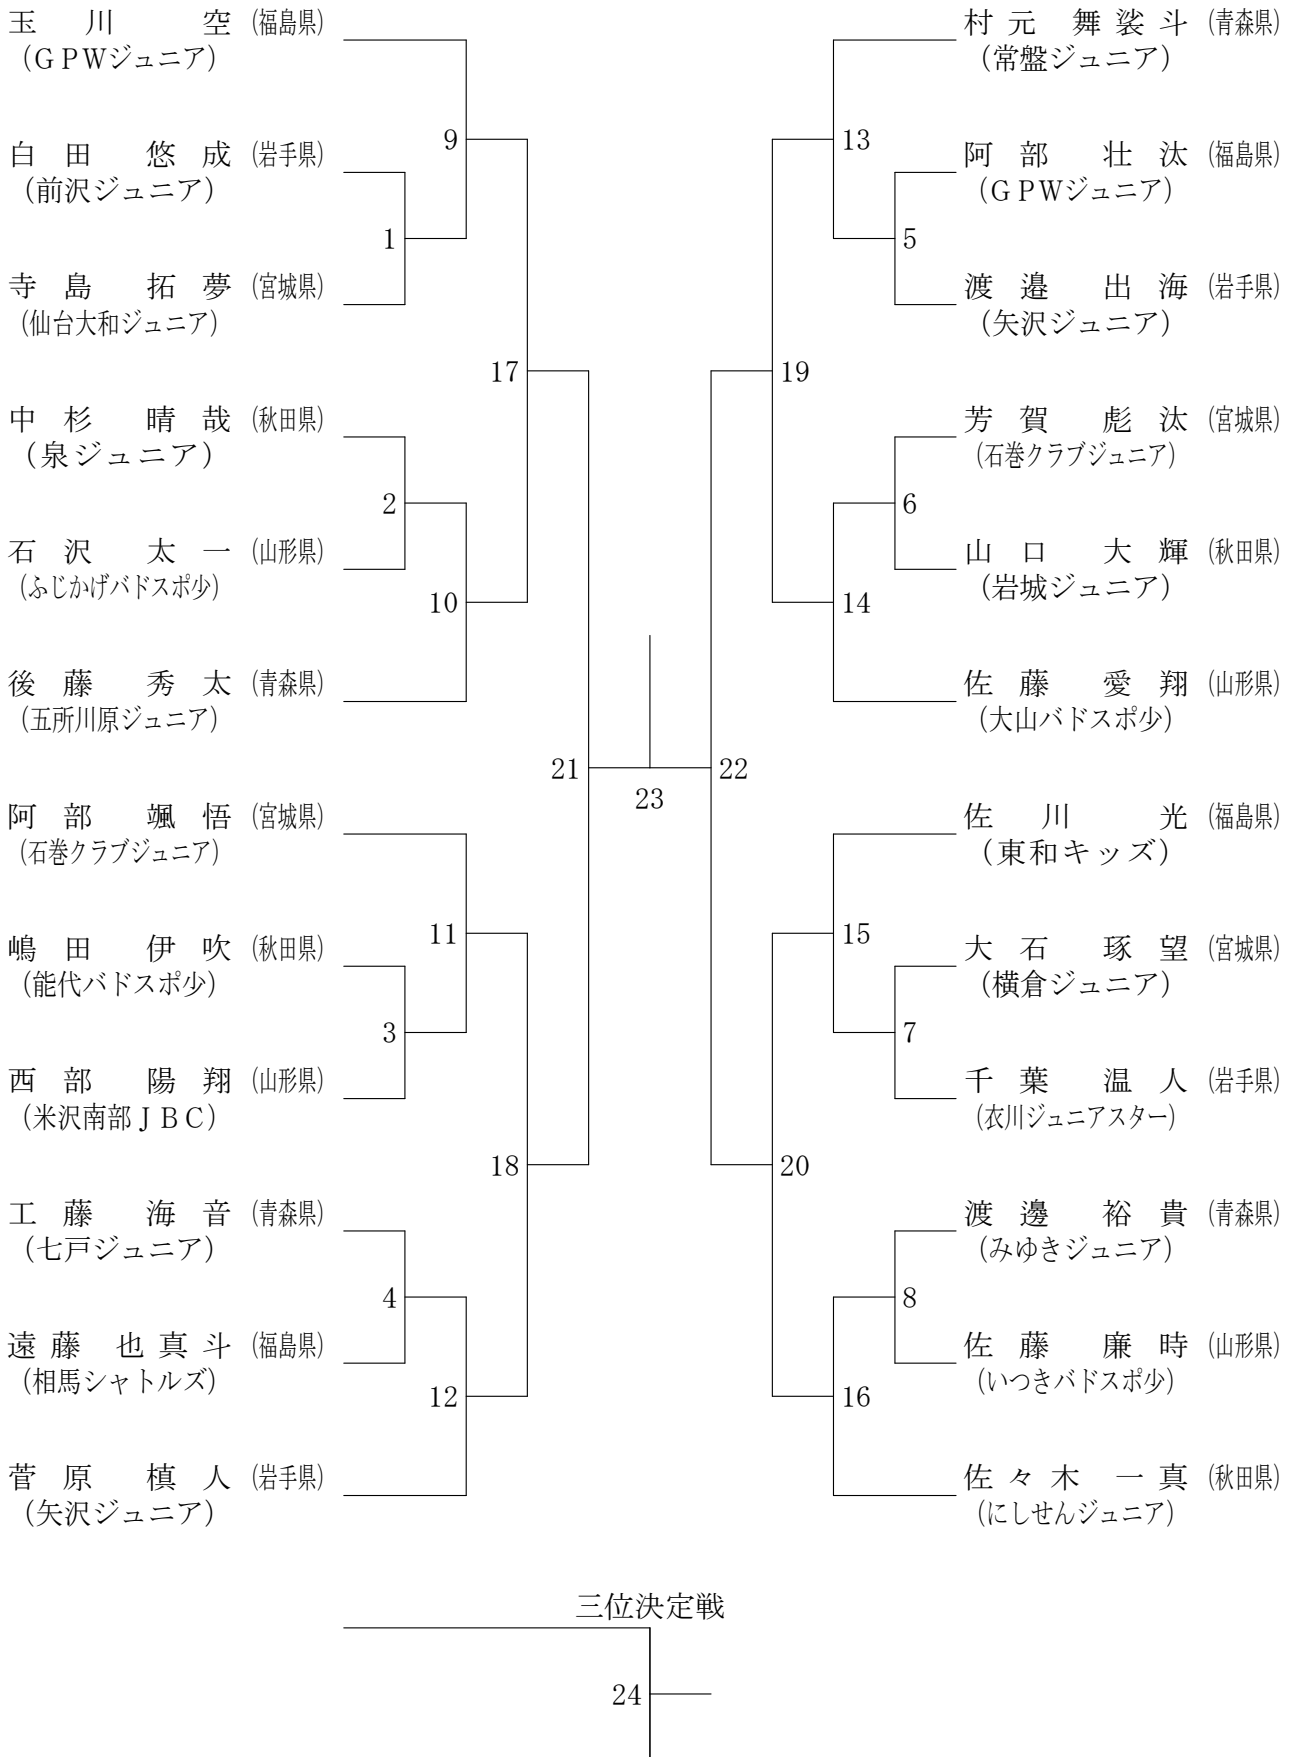 玉川 空 (福島県)
(ＧＰＷジュニア)
9
白田 悠成 (岩手県)
(前沢ジュニア)
1
寺島 拓夢 (宮城県)
(仙台大和ジュニア)
17
中杉 晴哉 (秋田県)
(泉ジュニア)
2
石沢 太一 (山形県)
(ふじかげバドスポ少)
10
後藤 秀太 (青森県)
(五所川原ジュニア)
21
阿部 颯悟 (宮城県)
(石巻クラブジュニア)
11
嶋田 伊吹 (秋田県)
(能代バドスポ少)
3
西部 陽翔 (山形県)
(米沢南部ＪＢＣ)
18
工藤 海音 (青森県)
(七戸ジュニア)
4
遠藤 也真斗 (福島県)
(相馬シャトルズ)
12
菅原 槙人 (岩手県)
(矢沢ジュニア)
23
村元 舞裟斗 (青森県)
(常盤ジュニア)
13
阿部 壮汰 (福島県)
(ＧＰＷジュニア)
5
渡邉 出海 (岩手県)
(矢沢ジュニア)
19
芳賀 彪汰 (宮城県)
(石巻クラブジュニア)
6
山口 大輝 (秋田県)
(岩城ジュニア)
14
佐藤 愛翔 (山形県)
(大山バドスポ少)
22
佐川 光 (福島県)
(東和キッズ)
15
大石 琢望 (宮城県)
(横倉ジュニア)
7
千葉 温人 (岩手県)
(衣川ジュニアスター)
20
渡邊 裕貴 (青森県)
(みゆきジュニア)
8
佐藤 廉時 (山形県)
(いつきバドスポ少)
16
佐々木 一真 (秋田県)
(にしせんジュニア)
三位決定戦
24